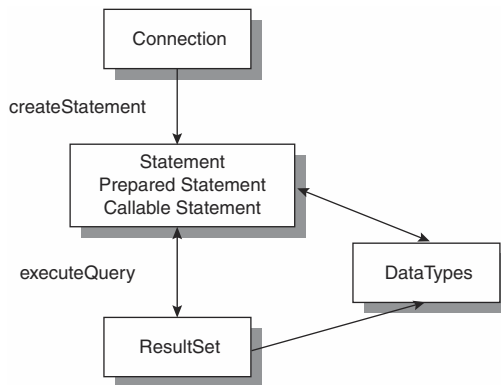 Connection
createStatement
Statement
Prepared Statement
Callable Statement
executeQuery
DataTypes
ResultSet